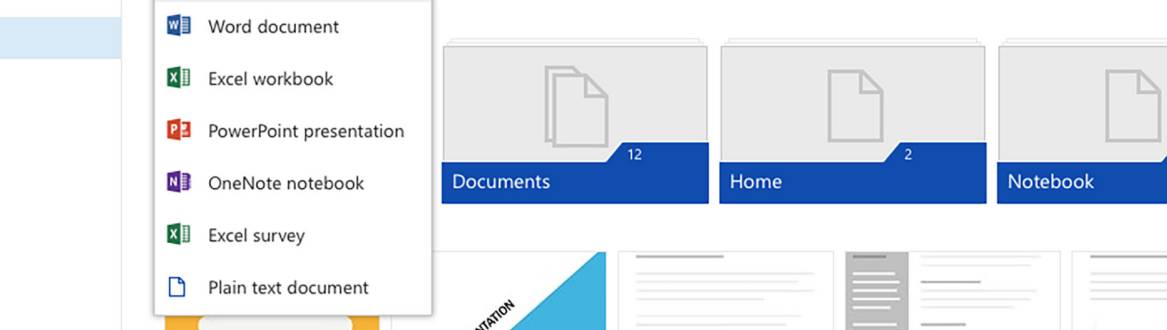 Word document
Excel workbook
PowerPoint presentation
OneNote notebook
Excel survey
Plain text document
12
Documents
2
Home
Notebook